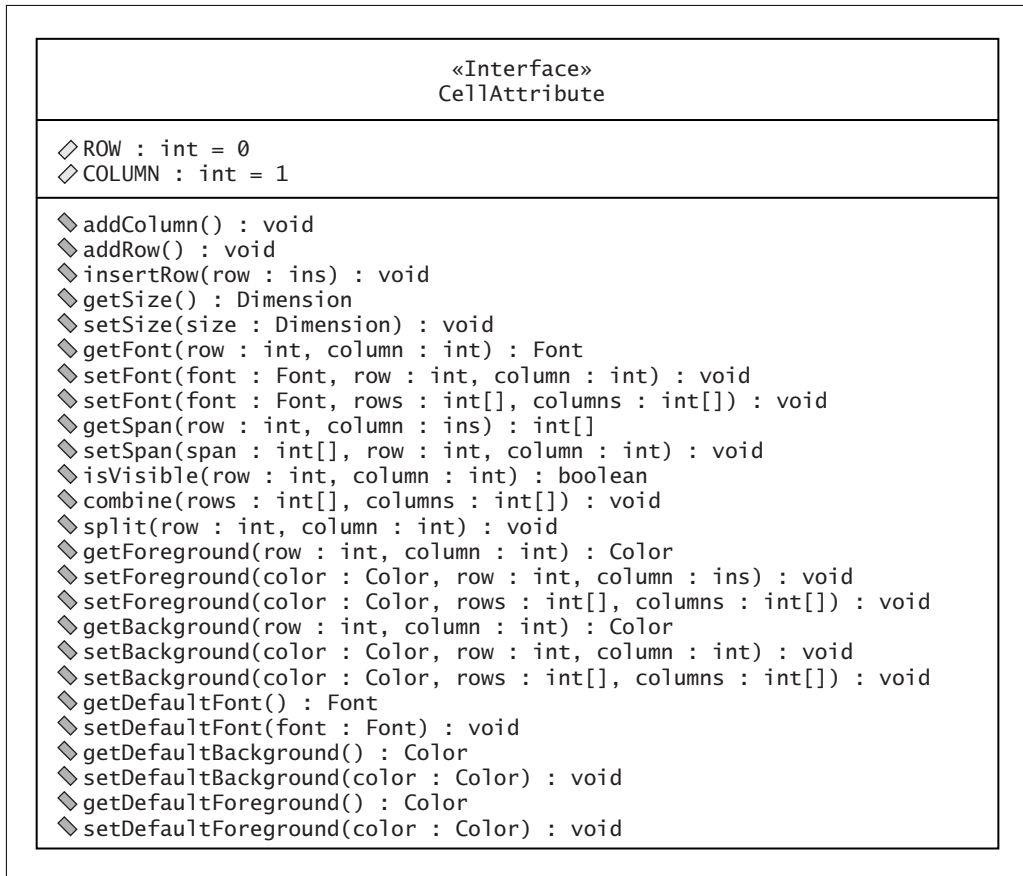 «Interface»
CellAttribute
ROW : int = 0
COLUMN : int = 1
addColumn() : void
addRow() : void
insertRow(row : ins) : void
getSize() : Dimension
setSize(size : Dimension) : void
getFont(row : int, column : int) : Font
setFont(font : Font, row : int, column : int) : void
setFont(font : Font, rows : int[], columns : int[]) : void
getSpan(row : int, column : ins) : int[]
setSpan(span : int[], row : int, column : int) : void
isVisible(row : int, column : int) : boolean
combine(rows : int[], columns : int[]) : void
split(row : int, column : int) : void
getForeground(row : int, column : int) : Color
setForeground(color : Color, row : int, column : ins) : void
setForeground(color : Color, rows : int[], columns : int[]) : void
getBackground(row : int, column : int) : Color
setBackground(color : Color, row : int, column : int) : void
setBackground(color : Color, rows : int[], columns : int[]) : void
getDefaultFont() : Font
setDefaultFont(font : Font) : void
getDefaultBackground() : Color
setDefaultBackground(color : Color) : void
getDefaultForeground() : Color
setDefaultForeground(color : Color) : void